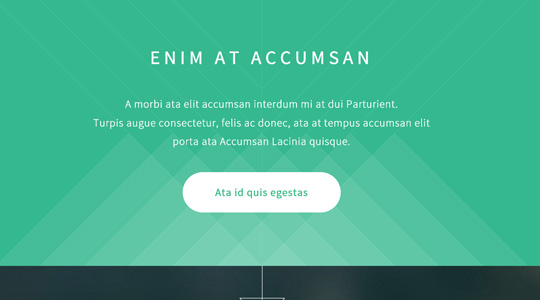 ENIM AT ACCUMSAN
A morbi ata elit accumsan interdum mi at dui Parturient.
Turpis augue consectetur, felis ac donec, ata at tempus accumsan elit
porta ata Accumsan Lacinia quisque.
Ata id quis egestas